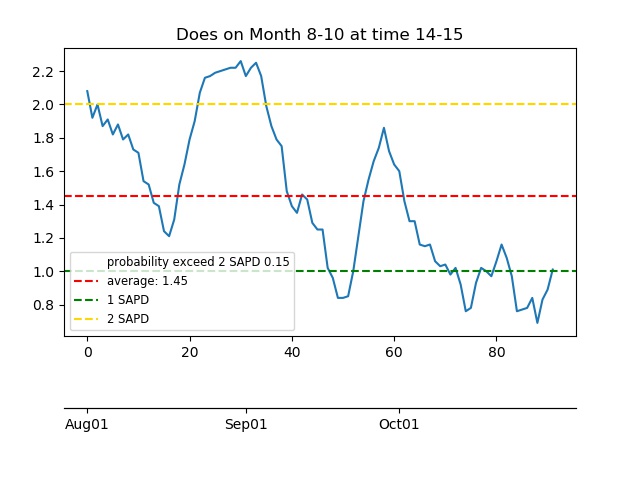 Does on Month 8-10 at time 14-15
2.2
2.0
1.8
1.6
1.4
1.2
1.0
0.8
probability exceed 2 SAPD 0.15
average: 1.45
1 SAPD
2 SAPD
0 20 40 60 80
Aug01 Sep01 Oct01